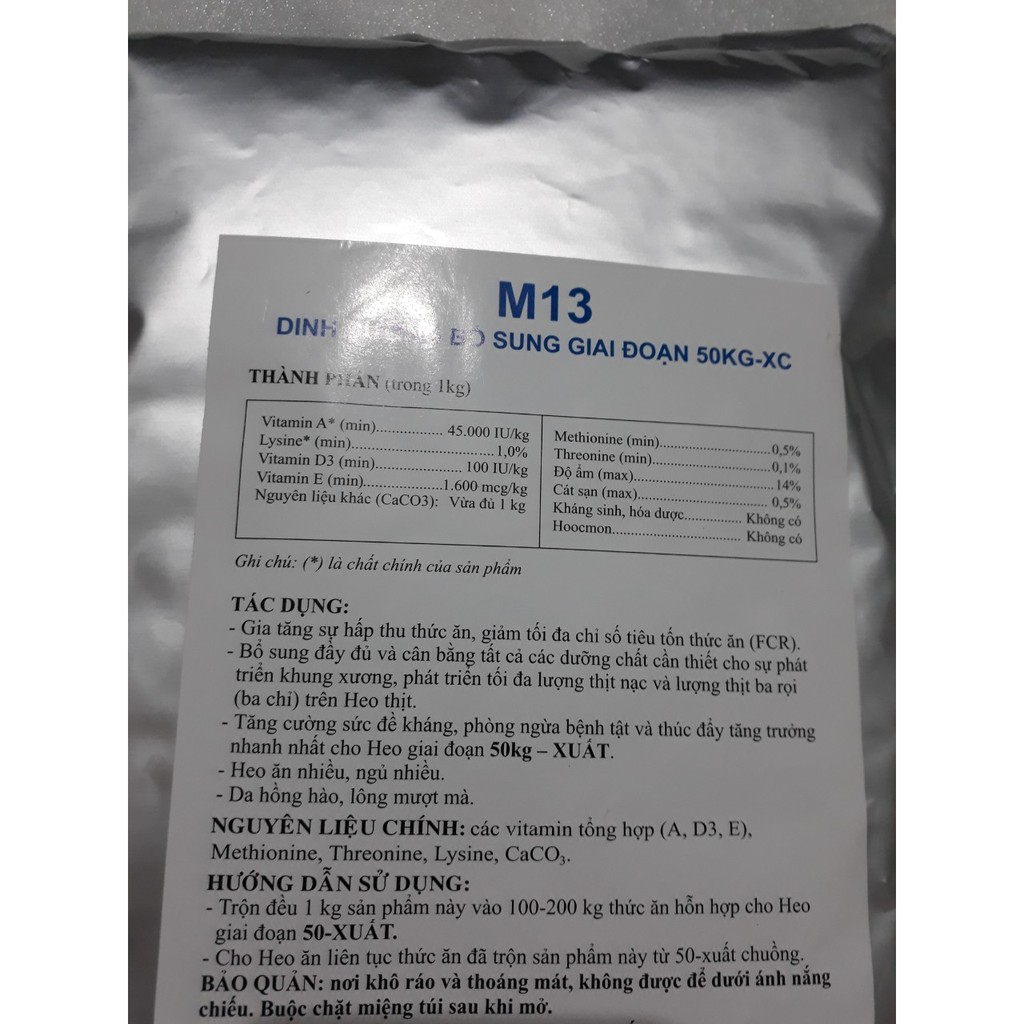 M13
DINH BỔ SUNG GIAI ĐOẠN 50KG-XC
THÀNH PHẦN (trong 1kg)
Vitamin A* (min)................. 45.000 IU/kg
Lysine* (min)....................................1,0%
Vitamin D3 (min)...................... 100 IU/kg
Vitamin E (min)....................1.600 mcg/kg
Nguyên liệu khác (CaCO3): Vừa đủ 1 kg
Methionine (min)............................0,5%
Threonine (min)..............................0,1%
Độ ẩm (max)...................................14%
Cát sạn (max)................................. 0,5%
Kháng sinh, hóa dược............... Không có
Hoocmon................................. Không có
Ghi chú: (*) là chất chính của sản phẩm
TÁC DỤNG:
- Gia tăng sự hấp thu thức ăn, giảm tối đa chỉ số tiêu tốn thức ăn (FCR).
- Bổ sung đầy đủ và cân bằng tất cả các dưỡng chất cần thiết cho sự phát
triển khung xương, phát triển tối đa lượng thịt nạc và lượng thịt ba rọi
(ba chỉ) trên Heo thịt.
- Tăng cường sức đề kháng, phòng ngừa bệnh tật và thúc đẩy tăng trưởng
nhanh nhất cho Heo giai đoạn 50kg – XUẤT.
- Heo ăn nhiều, ngủ nhiều.
- Da hồng hào, lông mượt mà.
NGUYÊN LIỆU CHÍNH: các vitamin tổng hợp (A, D3, E),
Methionine, Threonine, Lysine, CaCO₃.
HƯỚNG DẪN SỬ DỤNG:
- Trộn đều 1 kg sản phẩm này vào 100-200 kg thức ăn hỗn hợp cho Heo
giai đoạn 50-XUẤT.
- Cho Heo ăn liên tục thức ăn đã trộn sản phẩm này từ 50-xuất chuồng.
BẢO QUẢN: nơi khô ráo và thoáng mát, không được để dưới ánh nắng
chiếu. Buộc chặt miệng túi sau khi mở.